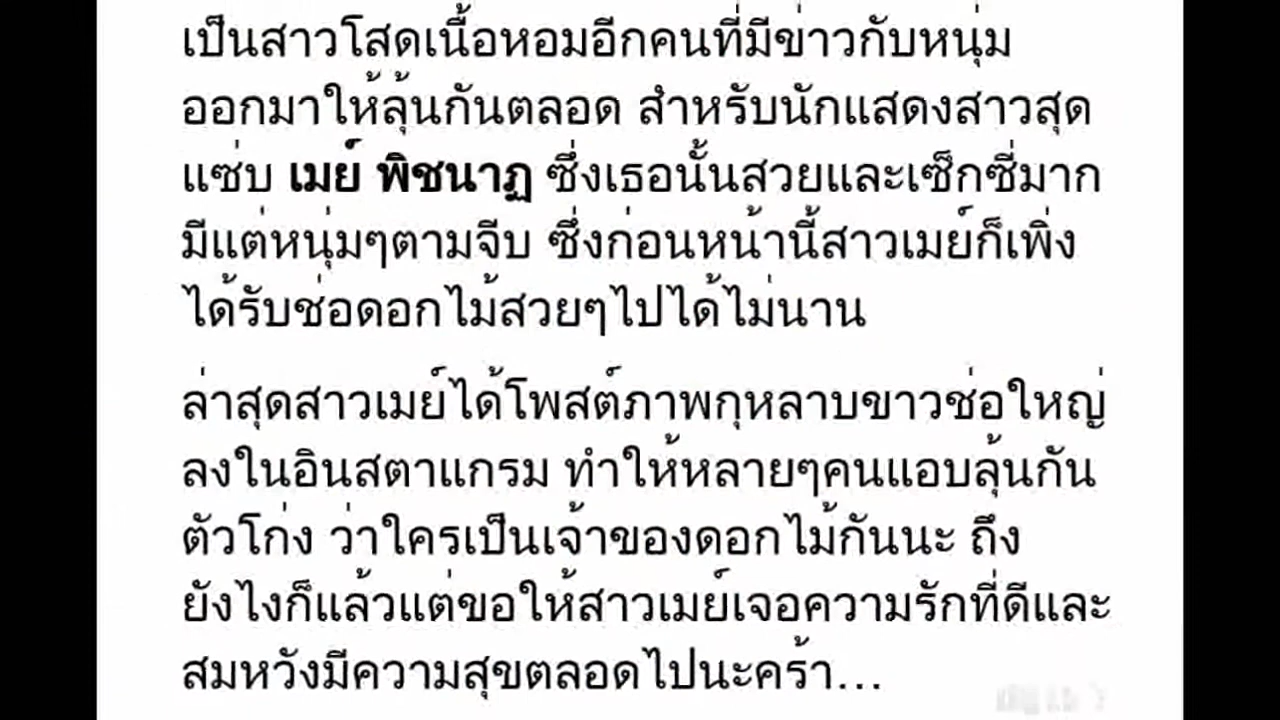 เป็นสาวโสดเนื้อหอมอีกคนที่มีข่าวกับหนุ่ม
ออกมาให้ลุ้นกันตลอด สำหรับนักแสดงสาวสุด
แซ่บ เมย์ พิชนาฏ ซึ่งเธอนั้นสวยและเซ็กซี่มาก
มีแต่หนุ่มๆตามจีบ ซึ่งก่อนหน้านี้สาวเมย์ก็เพิ่ง
ได้รับช่อดอกไม้สวยๆไปได้ไม่นาน
ล่าสุดสาวเมย์ได้โพสต์ภาพกุหลาบขาวช่อใหญ่
ลงในอินสตาแกรม ทำให้หลายๆคนแอบลุ้นกัน
ตัวโก่ง ว่าใครเป็นเจ้าของดอกไม้กันนะ ถึง
ยังไงก็แล้วแต่ขอให้สาวเมย์เจอความรักที่ดีและ
สมหวังมีความสุขตลอดไปนะคร้า...